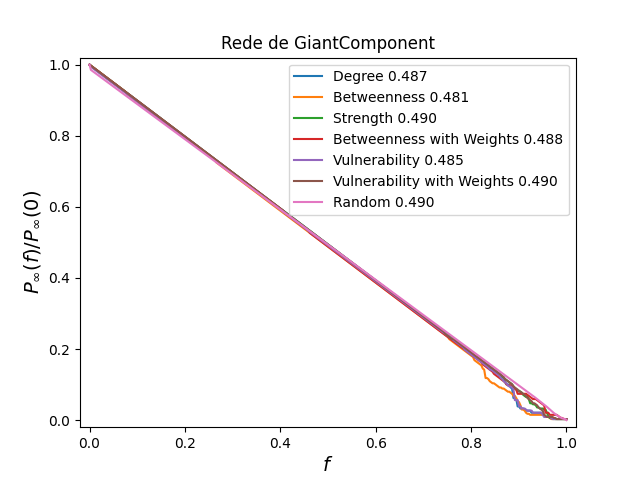 Rede de GiantComponent
Degree 0.487
Betweenness 0.481
Strength 0.490
Betweenness with Weights 0.488
Vulnerability 0.485
Vulnerability with Weights 0.490
Random 0.490
P∞(f)/P∞(0)
1.0
0.8
0.6
0.4
0.2
0.0
0.0 0.2 0.4 0.6 0.8 1.0
f